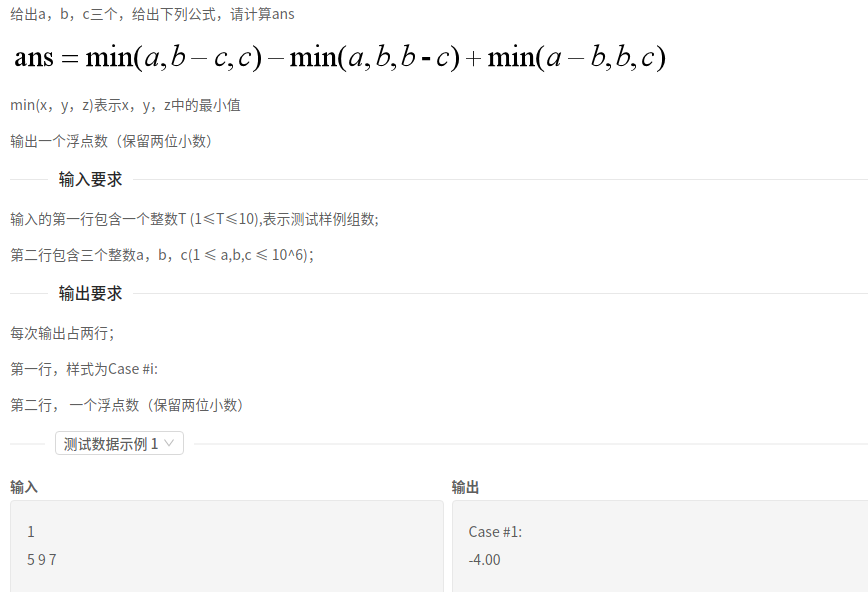 给出a，b，c三个，给出下列公式，请计算ans
ans = min(a, b − c, c) − min(a, b, b - c) + min(a − b, b, c)
min(x，y，z)表示x，y，z中的最小值
输出一个浮点数（保留两位小数）
输入要求
输入的第一行包含一个整数T (1≤T≤10),表示测试样例组数;
第二行包含三个整数a，b，c(1 ≤ a,b,c ≤ 10^6)；
输出要求
每次输出占两行；
第一行，样式为Case #i:
第二行， 一个浮点数（保留两位小数）
测试数据示例 1
输入
输出
1
5 9 7
Case #1:
-4.00